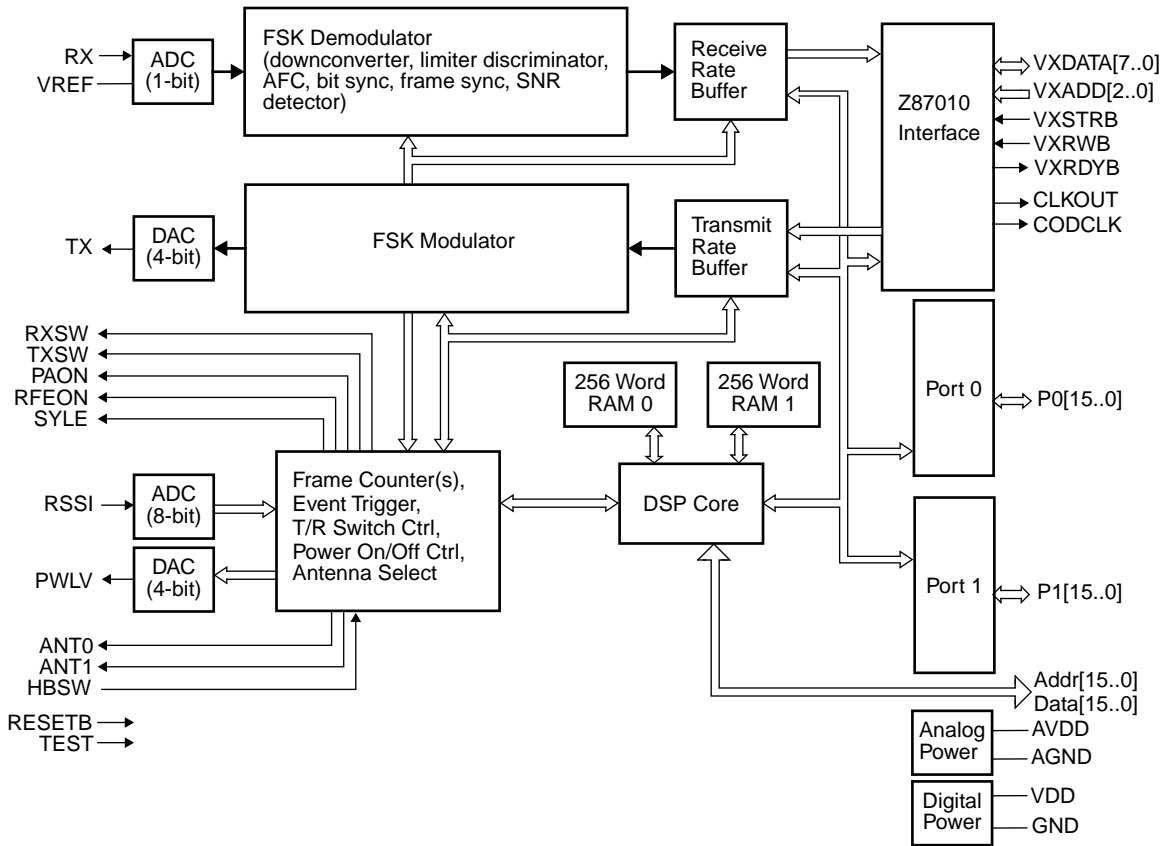 RX
VREF
ADC
(1-bit)
FSK Demodulator
(downconverter, limiter discriminator,
AFC, bit sync, frame sync, SNR
detector)
Receive
Rate
Buffer
Z87010
Interface
VXDATA[7..0]
VXADD[2..0]
VXSTRB
VXRWB
VXRDYB
CLKOUT
CODCLK
TX
DAC
(4-bit)
FSK Modulator
Transmit
Rate
Buffer
RXSW
TXSW
PAON
RFEON
SYLE
256 Word
RAM 0
256 Word
RAM 1
Port 0
P0[15..0]
RSSI
ADC
(8-bit)
Frame Counter(s),
Event Trigger,
T/R Switch Ctrl,
Power On/Off Ctrl,
Antenna Select
DSP Core
PWLV
DAC
(4-bit)
Port 1
P1[15..0]
ANT0
ANT1
HBSW
RESETB
TEST
Addr[15..0]
Data[15..0]
Analog
Power
AVDD
AGND
Digital
Power
VDD
GND